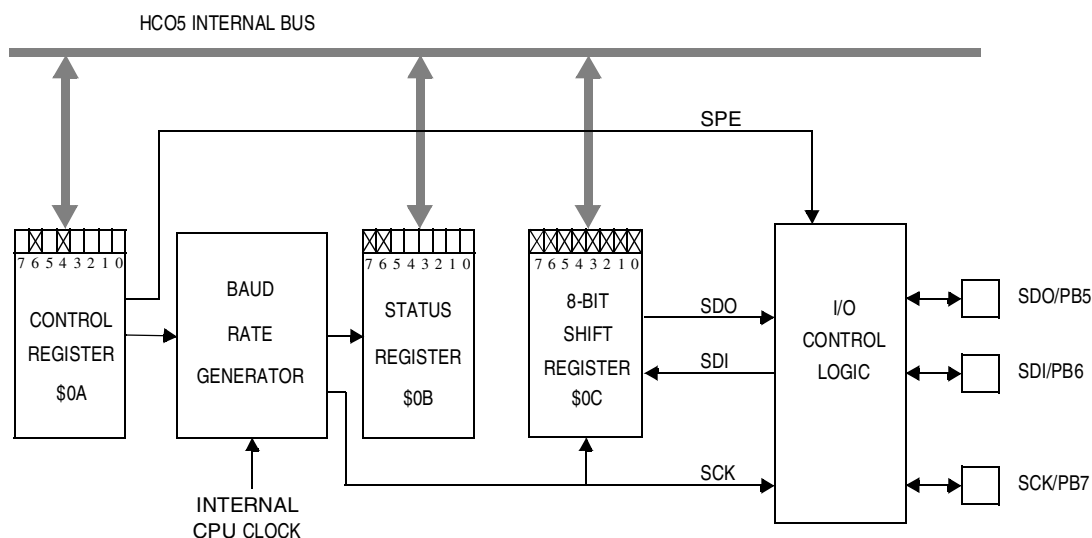 HCO5 INTERNAL BUS
SPE
7 6 5 4 3 2 1 0
CONTROL
REGISTER
$0A
BAUD
RATE
GENERATOR
INTERNAL
CPU CLOCK
7 6 5 4 3 2 1 0
STATUS
REGISTER
$0B
7 6 5 4 3 2 1 0
8-BIT
SHIFT
REGISTER
$0C
SDO
SDI
SCK
I/O
CONTROL
LOGIC
SDO/PB5
SDI/PB6
SCK/PB7